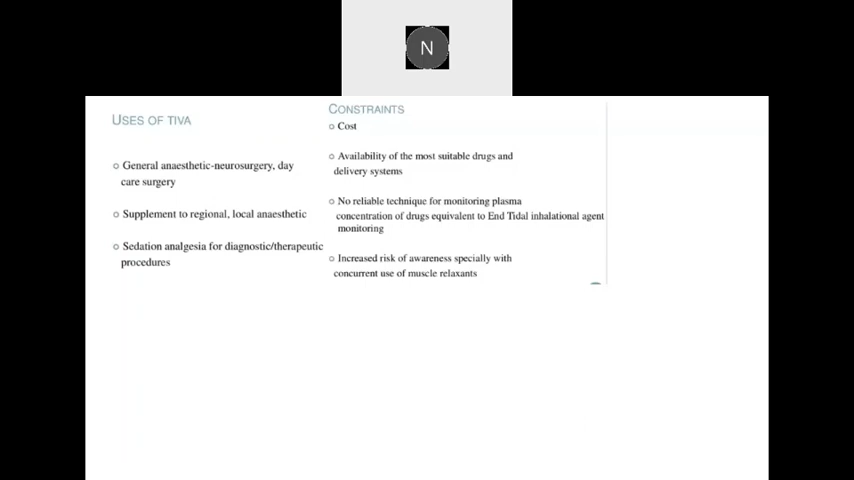 N
USES OF TIVA
General anaesthetic-neurosurgery, day
care surgery
Supplement to regional, local anaesthetic
Sedation analgesia for diagnostic/therapeutic
procedures
CONSTRAINTS
Cost
Availability of the most suitable drugs and
delivery systems
No reliable technique for monitoring plasma
concentration of drugs equivalent to End Tidal inhalational agent
monitoring
Increased risk of awareness specially with
concurrent use of muscle relaxants